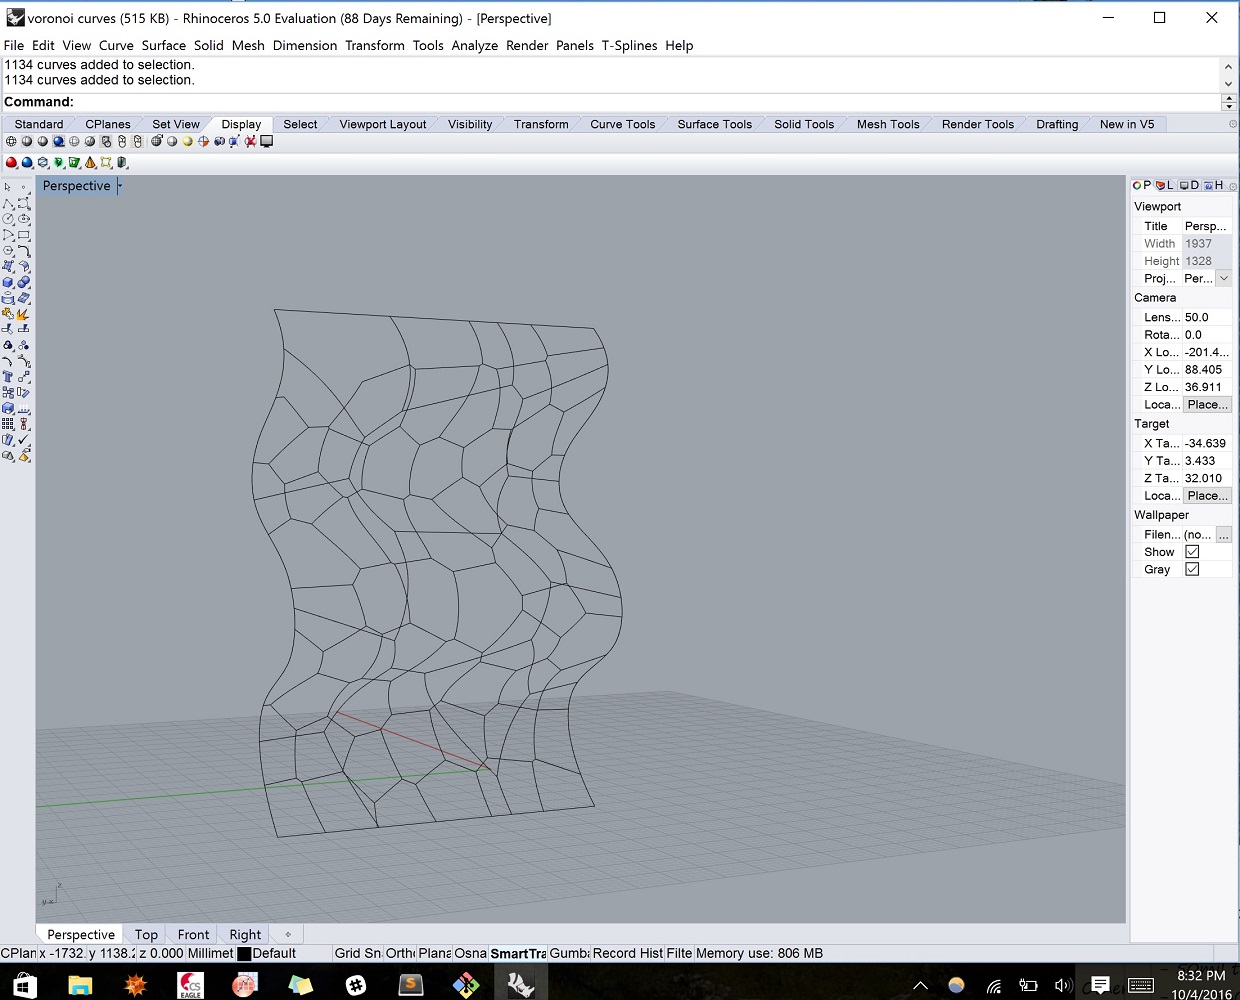 voronoi curves (515 KB) - Rhinoceros 5.0 Evaluation (88 Days Remaining) - [Perspective]
File Edit View Curve Surface Solid Mesh Dimension Transform Tools Analyze Render Panels T-Splines Help
1134 curves added to selection.
1134 curves added to selection.
Command:
Standard CPlanes Set View Display Select Viewport Layout Visibility Transform Curve Tools Surface Tools Solid Tools Mesh Tools Render Tools Drafting New in V5
Perspective
P L D H
Viewport
Title Persp...
Width 1937
Height 1328
Proj... Per...
Camera
Lens... 50.0
Rota... 0.0
X Lo... -201.4...
Y Lo... 88.405
Z Lo... 36.911
Loca... Place...
Target
X Ta... -34.639
Y Ta... 3.433
Z Ta... 32.010
Loca... Place...
Wallpaper
Filen... (no... ...
Show
Gray
z
y x
Perspective Top Front Right
CPlan x -1732. y 1138.2 z 0.000 Millimet Default Grid Sn Ortho Plana Osna SmartTra Gumba Record Hist Filte Memory use: 806 MB
CS
EAGLE
S
8:32 PM
10/4/2016